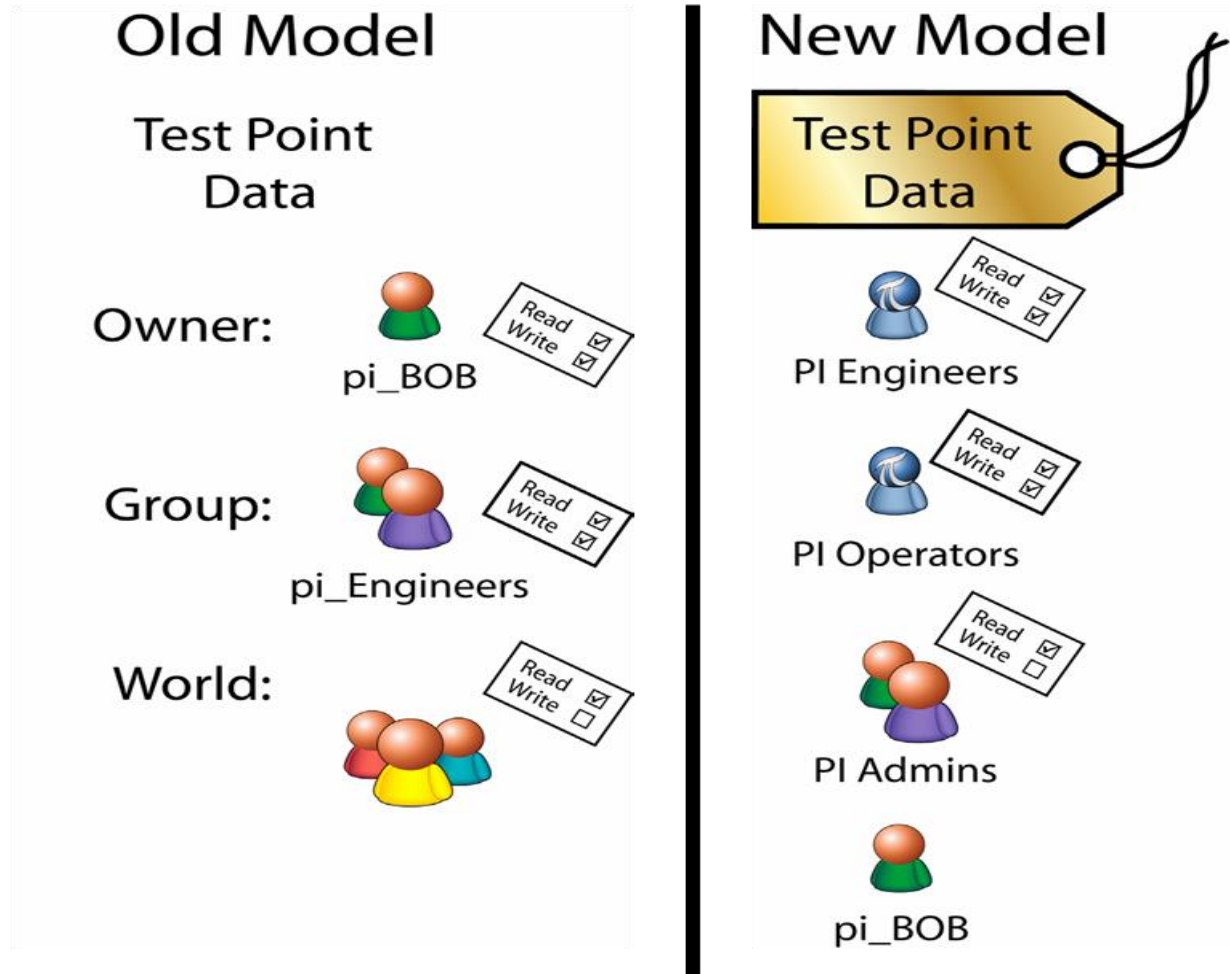 Old Model
Test Point
Data
Owner:
pi_BOB
Read
Write
Group:
pi_Engineers
Read
Write
World:
Read
Write
New Model
Test Point
Data
Read
Write
PI Engineers
Read
Write
PI Operators
Read
Write
PI Admins
pi_BOB